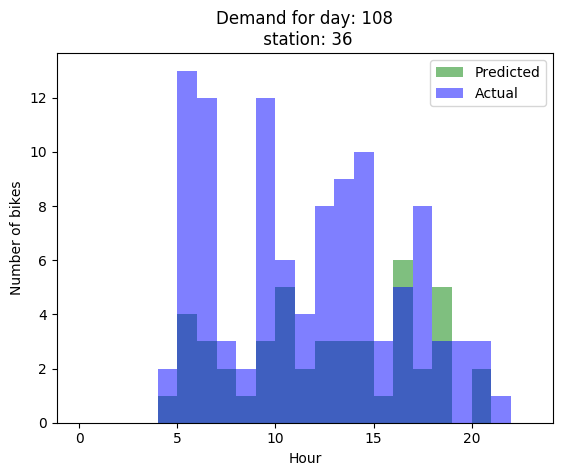 Demand for day: 108
station: 36
Predicted
Actual
Number of bikes
12
10
8
6
4
2
0
0
5
10
15
20
Hour